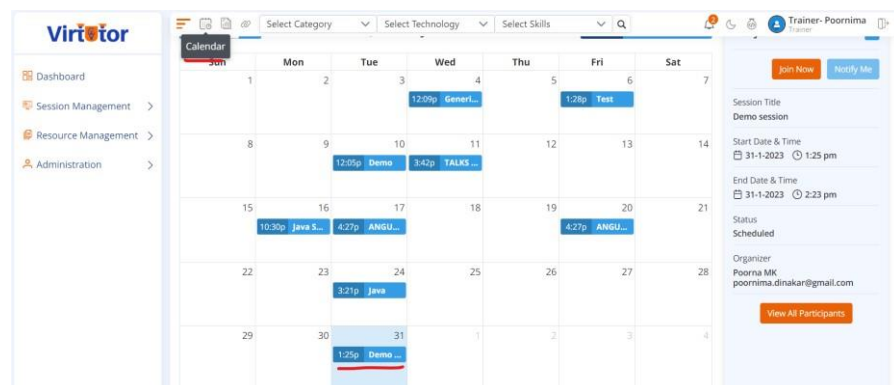 Virtutor
Select Category
Select Technology
Select Skills
2
Trainer- Poornima
Trainer
Calendar
Dashboard
Session Management
Resource Management
Administration
Sun Mon Tue Wed Thu Fri Sat
1 2 3 4 5 6 7
12:09p Generl...
1:28p Test
8 9 10 11 12 13 14
12:05p Demo
3:42p TALKS ...
15 16 17 18 19 20 21
10:30p Java S...
4:27p ANGU...
4:27p ANGU...
22 23 24 25 26 27 28
3:21p Java
29 30 31 1 2 3 4
1:25p Demo ...
Join Now
Notify Me
Session Title
Demo session
Start Date & Time
31-1-2023 1:25 pm
End Date & Time
31-1-2023 2:23 pm
Status
Scheduled
Organizer
Poorna MK
poornima.dinakar@gmail.com
View All Participants